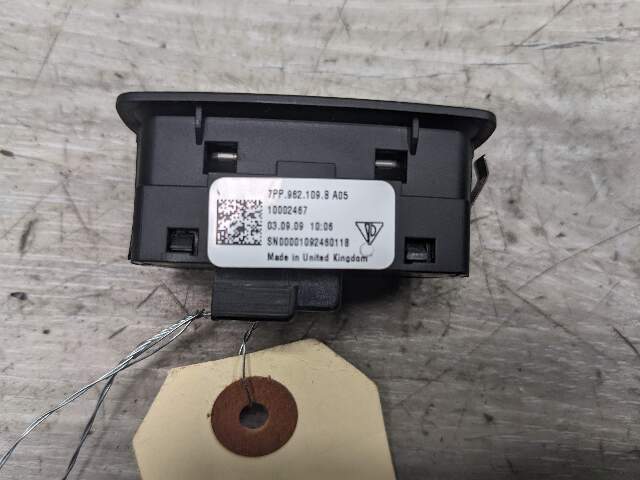 7PP.962.109.B A05
10002467
03.09.09 10:06
SN00001092460118
Made in United Kingdom